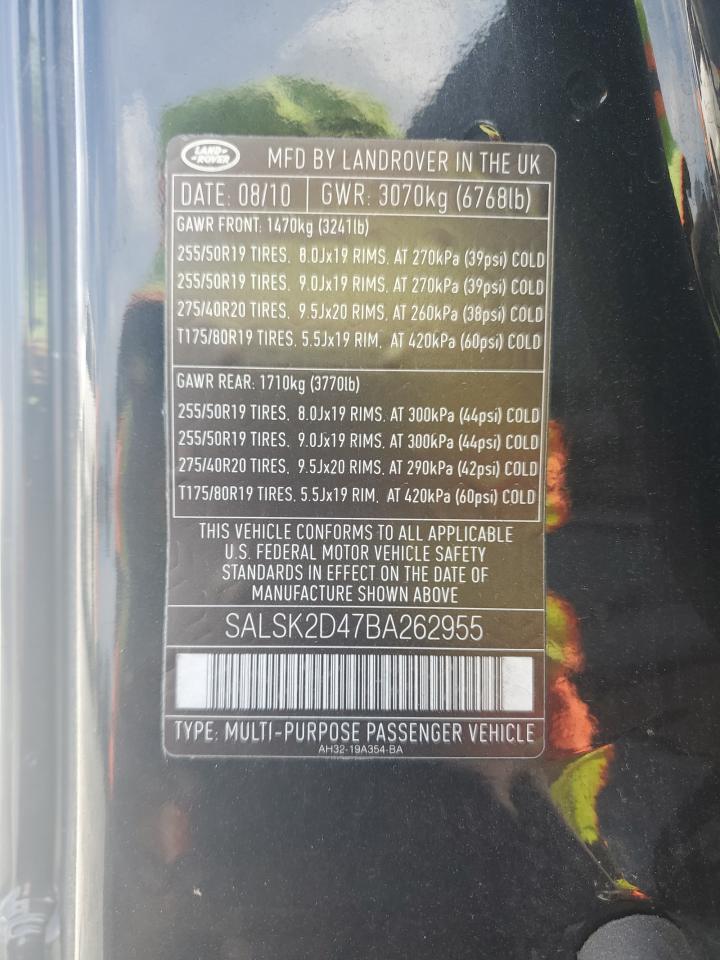 LAND ROVER
MFD BY LANDROVER IN THE UK
DATE: 08/10 GWR: 3070kg (6768lb)
GAWR FRONT: 1470kg (3241lb)
255/50R19 TIRES, 8.0Jx19 RIMS, AT 270kPa (39psi) COLD
255/50R19 TIRES, 9.0Jx19 RIMS, AT 270kPa (39psi) COLD
275/40R20 TIRES, 9.5Jx20 RIMS, AT 260kPa (38psi) COLD
T175/80R19 TIRES, 5.5Jx19 RIM, AT 420kPa (60psi) COLD
GAWR REAR: 1710kg (3770lb)
255/50R19 TIRES, 8.0Jx19 RIMS, AT 300kPa (44psi) COLD
255/50R19 TIRES, 9.0Jx19 RIMS, AT 300kPa (44psi) COLD
275/40R20 TIRES, 9.5Jx20 RIMS, AT 290kPa (42psi) COLD
T175/80R19 TIRES, 5.5Jx19 RIM, AT 420kPa (60psi) COLD
THIS VEHICLE CONFORMS TO ALL APPLICABLE
U.S. FEDERAL MOTOR VEHICLE SAFETY
STANDARDS IN EFFECT ON THE DATE OF
MANUFACTURE SHOWN ABOVE
SALSK2D47BA262955
TYPE: MULTI-PURPOSE PASSENGER VEHICLE
AH32-19A354-BA